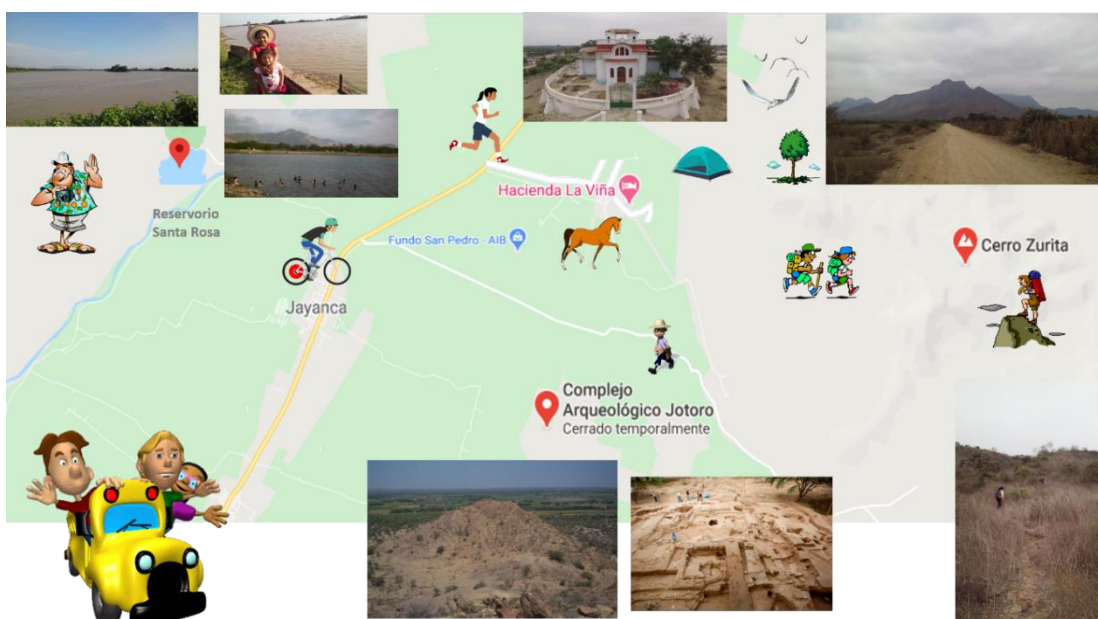 Hacienda La Viña
Reservorio
Santa Rosa
Fundo San Pedro - AIB
Cerro Zurita
Jayanca
Complejo
Arqueológico Jotoro
Cerrado temporalmente